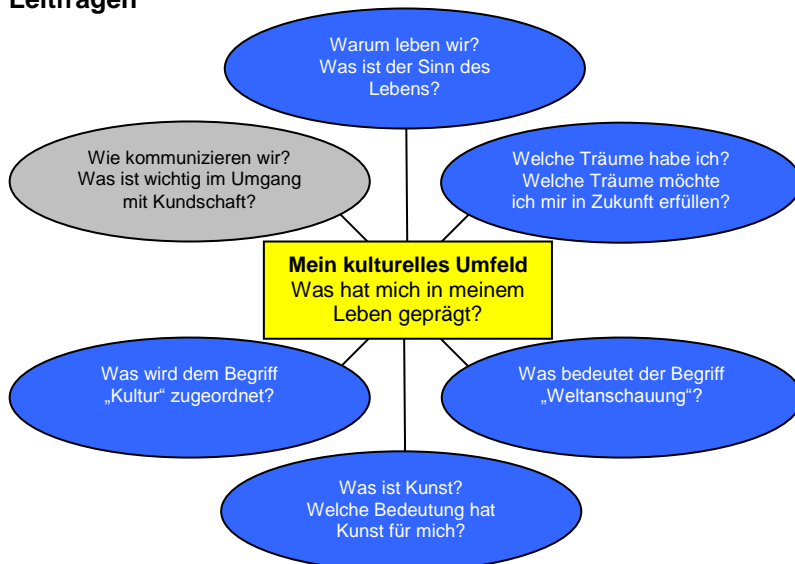 Leitfragen
Warum leben wir?
Was ist der Sinn des
Lebens?
Wie kommunizieren wir?
Was ist wichtig im Umgang
mit Kundschaft?
Welche Träume habe ich?
Welche Träume möchte
ich mir in Zukunft erfüllen?
Mein kulturelles Umfeld
Was hat mich in meinem
Leben geprägt?
Was wird dem Begriff
„Kultur“ zugeordnet?
Was bedeutet der Begriff
„Weltanschauung“?
Was ist Kunst?
Welche Bedeutung hat
Kunst für mich?